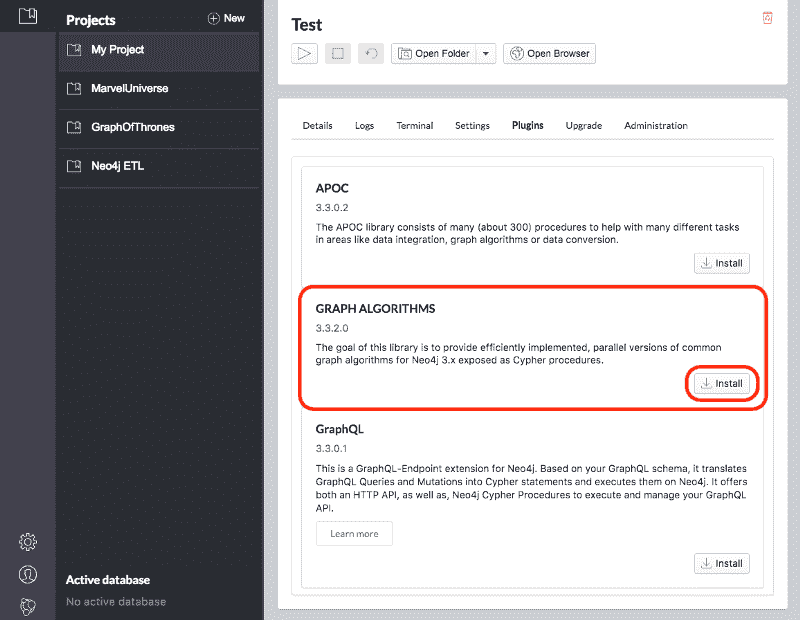 Projects
New
My Project
MarvelUniverse
GraphOfThrones
Neo4j ETL
Active database
No active database
Test
Open Folder
Open Browser
Details Logs Terminal Settings Plugins Upgrade Administration
APOC
3.3.0.2
The APOC library consists of many (about 300) procedures to help with many different tasks
in areas like data integration, graph algorithms or data conversion.
Install
GRAPH ALGORITHMS
3.3.2.0
The goal of this library is to provide efficiently implemented, parallel versions of common
graph algorithms for Neo4j 3.x exposed as Cypher procedures.
Install
GraphQL
3.3.0.1
This is a GraphQL-Endpoint extension for Neo4j. Based on your GraphQL schema, it translates
GraphQL Queries and Mutations into Cypher statements and executes them on Neo4j. It offers
both an HTTP API, as well as, Neo4j Cypher Procedures to execute and manage your GraphQL
API.
Learn more
Install